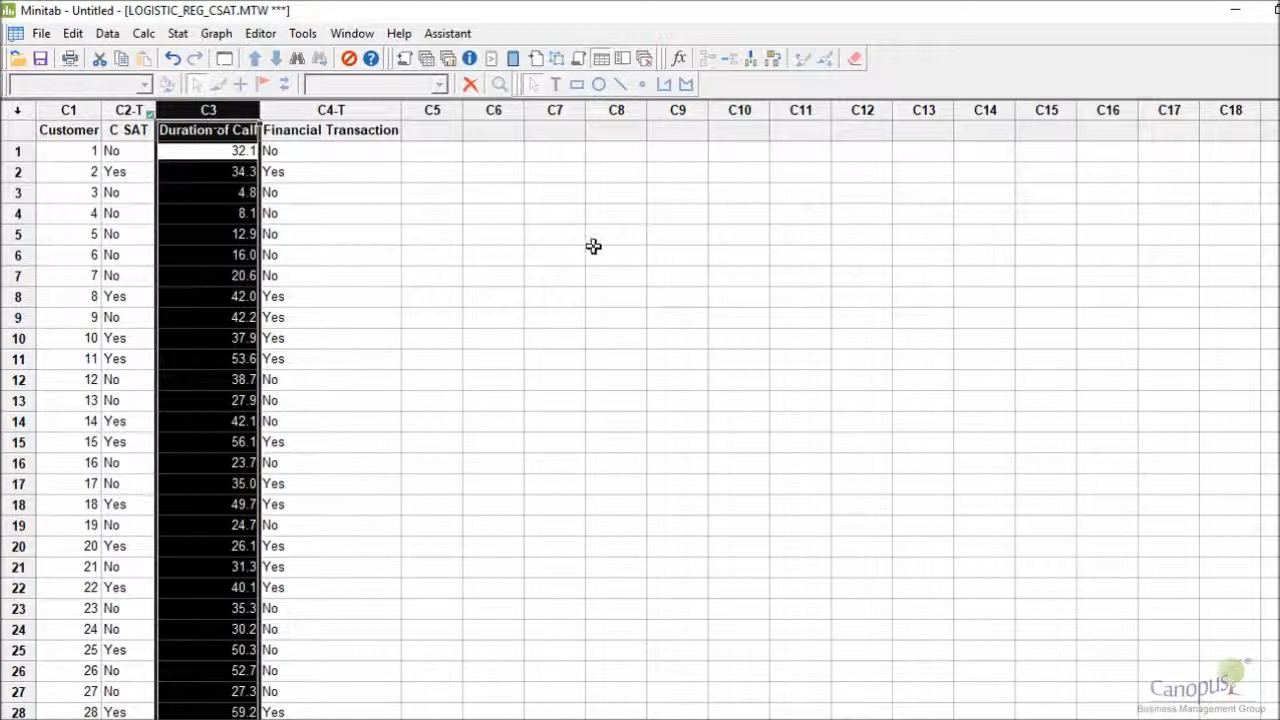 Minitab - Untitled - [LOGISTIC_REG_CSAT.MTW ***]
File Edit Data Calc Stat Graph Editor Tools Window Help Assistant
C1 C2-T C3 C4-T C5 C6 C7 C8 C9 C10 C11 C12 C13 C14 C15 C16 C17 C18
Customer C SAT Duration of Call Financial Transaction
1 1 No 32.1 No
2 2 Yes 34.3 Yes
3 3 No 4.8 No
4 4 No 8.1 No
5 5 No 12.9 No
6 6 No 16.0 No
7 7 No 20.6 No
8 8 Yes 42.0 Yes
9 9 No 42.2 Yes
10 10 Yes 37.9 Yes
11 11 Yes 53.6 Yes
12 12 No 38.7 No
13 13 No 27.9 No
14 14 Yes 42.1 No
15 15 Yes 56.1 Yes
16 16 No 23.7 No
17 17 No 35.0 Yes
18 18 Yes 49.7 Yes
19 19 No 24.7 No
20 20 Yes 26.1 Yes
21 21 No 31.3 Yes
22 22 Yes 40.1 Yes
23 23 No 35.3 No
24 24 No 30.2 No
25 25 Yes 50.3 No
26 26 No 52.7 No
27 27 No 27.3 No
28 28 Yes 59.2 Yes
Canopus
Business Management Group